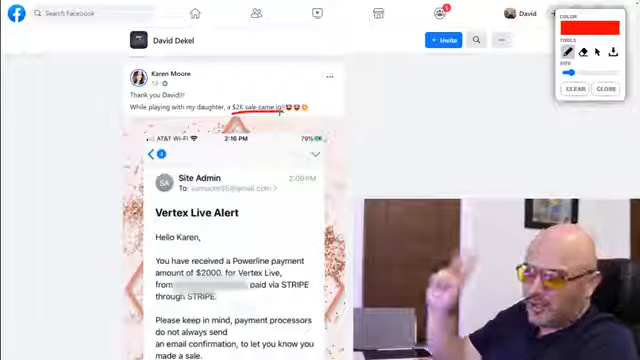 Search Facebook
1
David
COLOR
TOOLS
SIZE
CLEAR
CLOSE
David Dekel
+ Invite
Karen Moore
Thank you David!!!
While playing with my daughter, a $2K sale came in!!
AT&T Wi-Fi
2:16 PM
79%
SA
Site Admin
2:09 PM
Vertex Live Alert
Hello Karen,
You have received a Powerline payment
amount of $2000. for Vertex Live,
from
, paid via STRIPE
through STRIPE.
Please keep in mind, payment processors
do not always send
an email confirmation, to let you know you
made a sale.